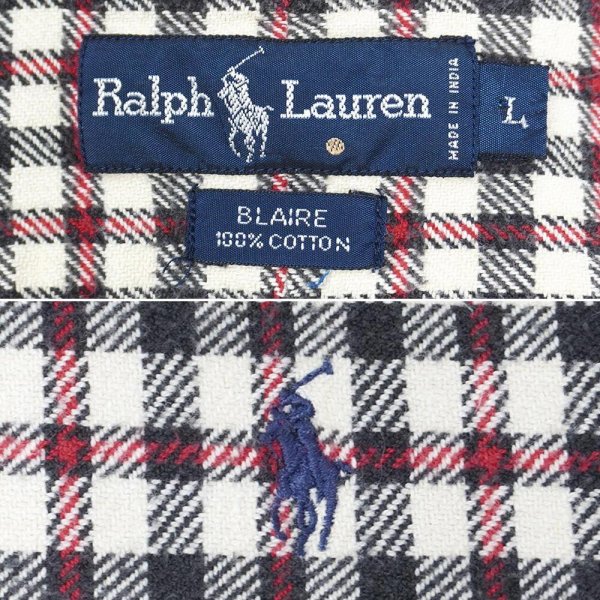 Ralph Lauren
MADE IN INDIA
L
BLAIRE
100% COTTON